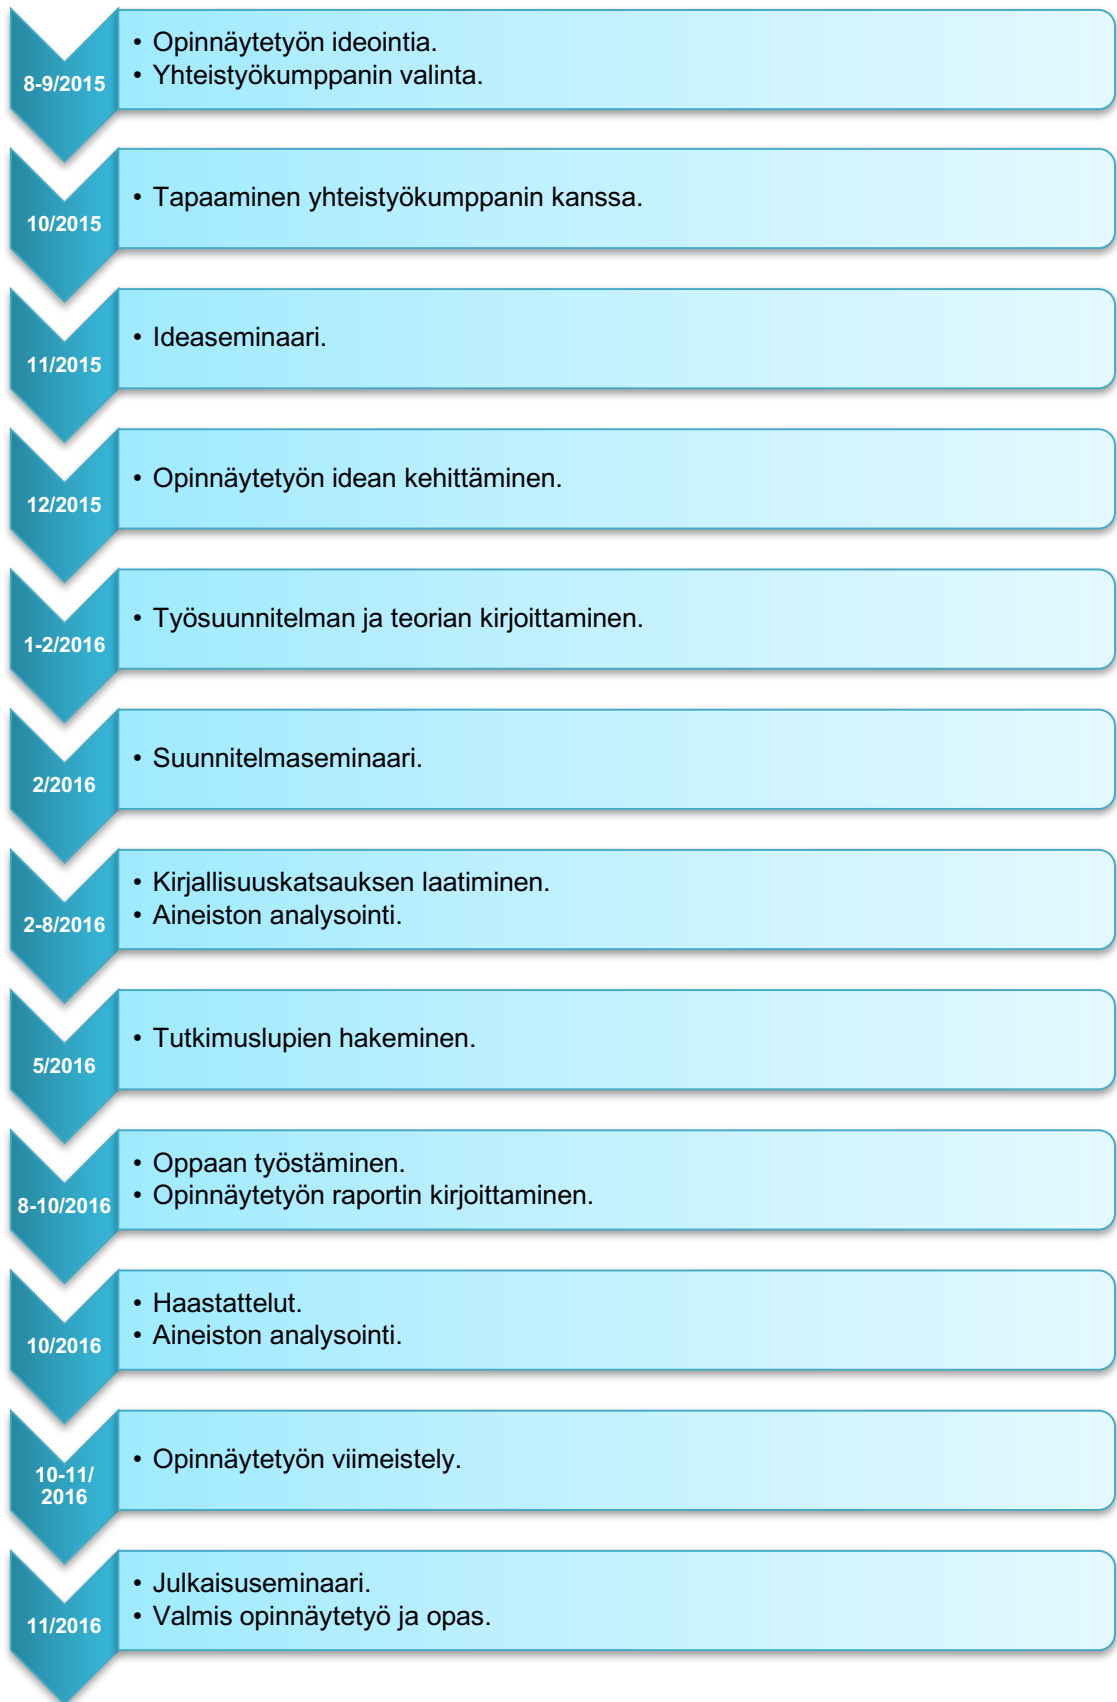 8-9/2015
• Opinnäytetyön ideointia.
• Yhteistyökumppanin valinta.
10/2015
• Tapaaminen yhteistyökumppanin kanssa.
11/2015
• Ideaseminaari.
12/2015
• Opinnäytetyön idean kehittäminen.
1-2/2016
• Työsuunnitelman ja teorian kirjoittaminen.
2/2016
• Suunnitelmaseminaari.
2-8/2016
• Kirjallisuuskatsauksen laatiminen.
• Aineiston analysointi.
5/2016
• Tutkimuslupien hakeminen.
8-10/2016
• Oppaan työstäminen.
• Opinnäytetyön raportin kirjoittaminen.
10/2016
• Haastattelut.
• Aineiston analysointi.
10-11/
2016
• Opinnäytetyön viimeistely.
11/2016
• Julkaisuseminaari.
• Valmis opinnäytetyö ja opas.